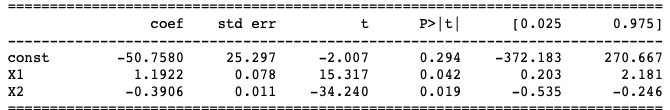 coef std err t P>|t| [0.025 0.975]
const -50.7580 25.297 -2.007 0.294 -372.183 270.667
X1 1.1922 0.078 15.317 0.042 0.203 2.181
X2 -0.3906 0.011 -34.240 0.019 -0.535 -0.246